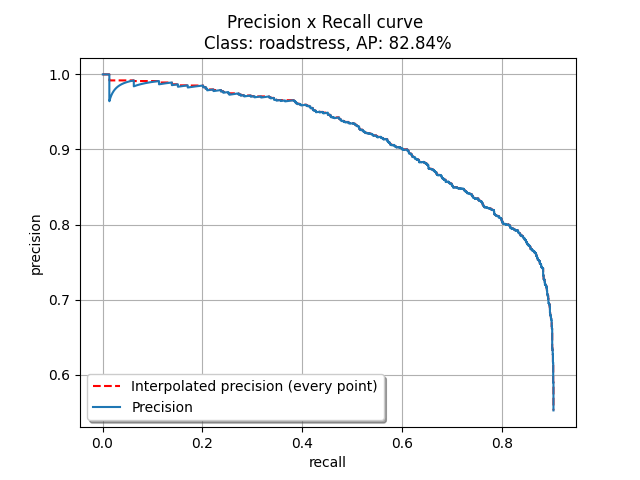 Precision x Recall curve
Class: roadstress, AP: 82.84%
1.0
0.9
0.8
0.7
0.6
precision
Interpolated precision (every point)
Precision
0.0 0.2 0.4 0.6 0.8
recall